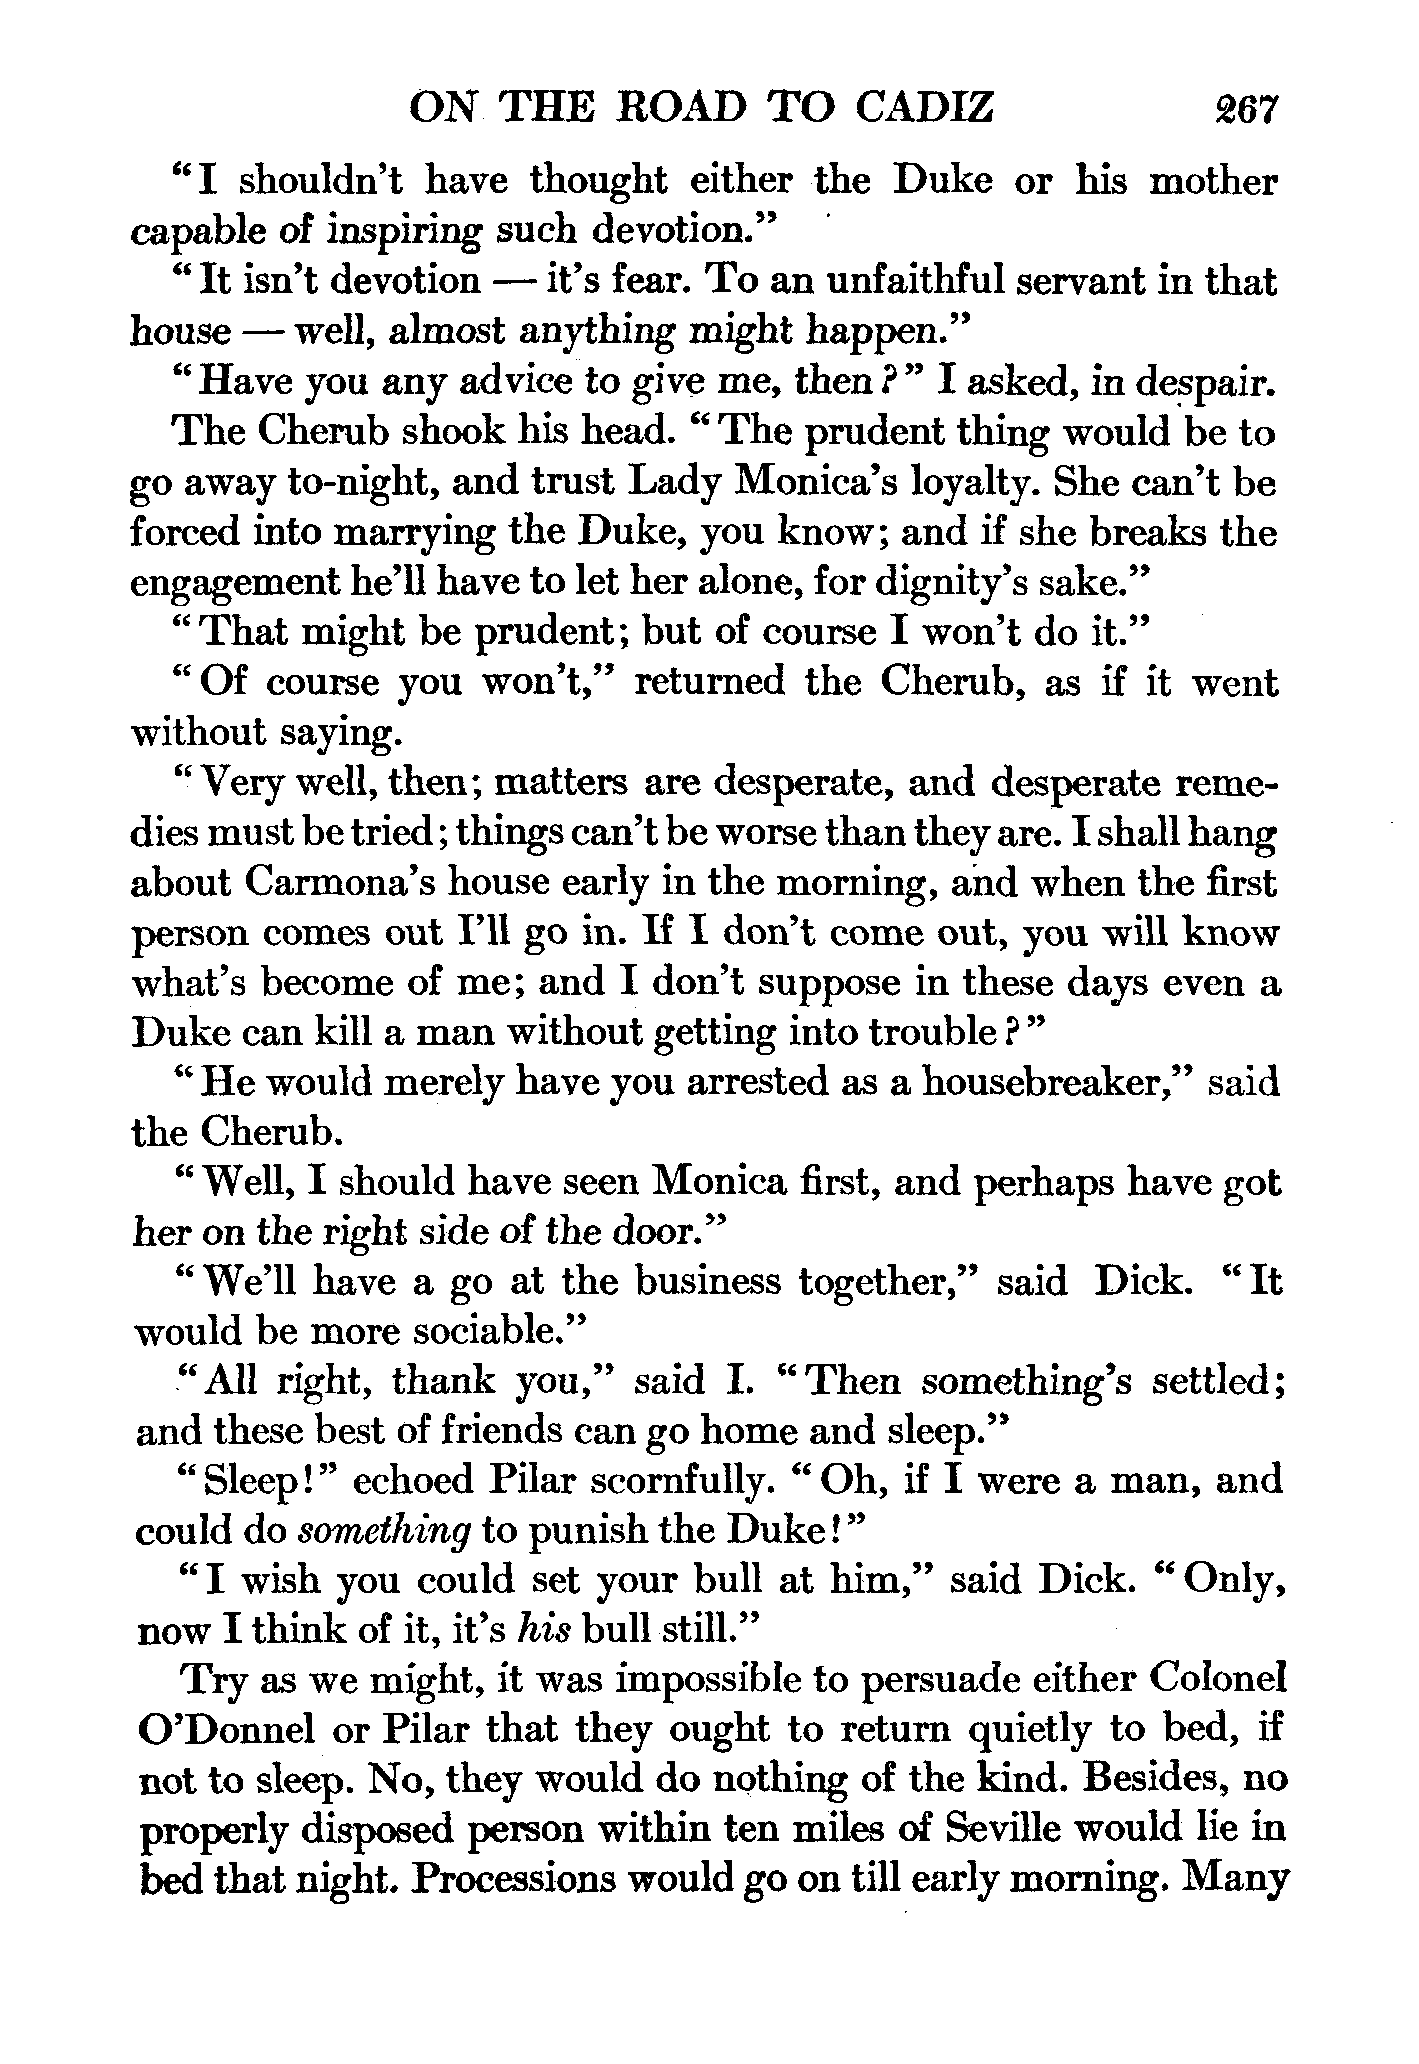 ON THE ROAD TO CADIZ 267
"I shouldn't have thought either the Duke or his mother
capable of inspiring such devotion."
"It isn't devotion — it's fear. To an unfaithful servant in that
house — well, almost anything might happen."
"Have you any advice to give me, then?" I asked, in despair.
The Cherub shook his head. "The prudent thing would be to
go away to-night, and trust Lady Monica's loyalty. She can't be
forced into marrying the Duke, you know; and if she breaks the
engagement he'll have to let her alone, for dignity's sake."
"That might be prudent; but of course I won't do it."
"Of course you won't," returned the Cherub, as if it went
without saying.
"Very well, then; matters are desperate, and desperate reme-
dies must be tried; things can't be worse than they are. I shall hang
about Carmona's house early in the morning, and when the first
person comes out I'll go in. If I don't come out, you will know
what's become of me; and I don't suppose in these days even a
Duke can kill a man without getting into trouble?"
"He would merely have you arrested as a housebreaker," said
the Cherub.
"Well, I should have seen Monica first, and perhaps have got
her on the right side of the door."
"We'll have a go at the business together," said Dick. "It
would be more sociable."
"All right, thank you," said I. "Then something's settled;
and these best of friends can go home and sleep."
"Sleep!" echoed Pilar scornfully. "Oh, if I were a man, and
could do something to punish the Duke!"
"I wish you could set your bull at him," said Dick. "Only,
now I think of it, it's his bull still."
Try as we might, it was impossible to persuade either Colonel
O'Donnel or Pilar that they ought to return quietly to bed, if
not to sleep. No, they would do nothing of the kind. Besides, no
properly disposed person within ten miles of Seville would lie in
bed that night. Processions would go on till early morning. Many